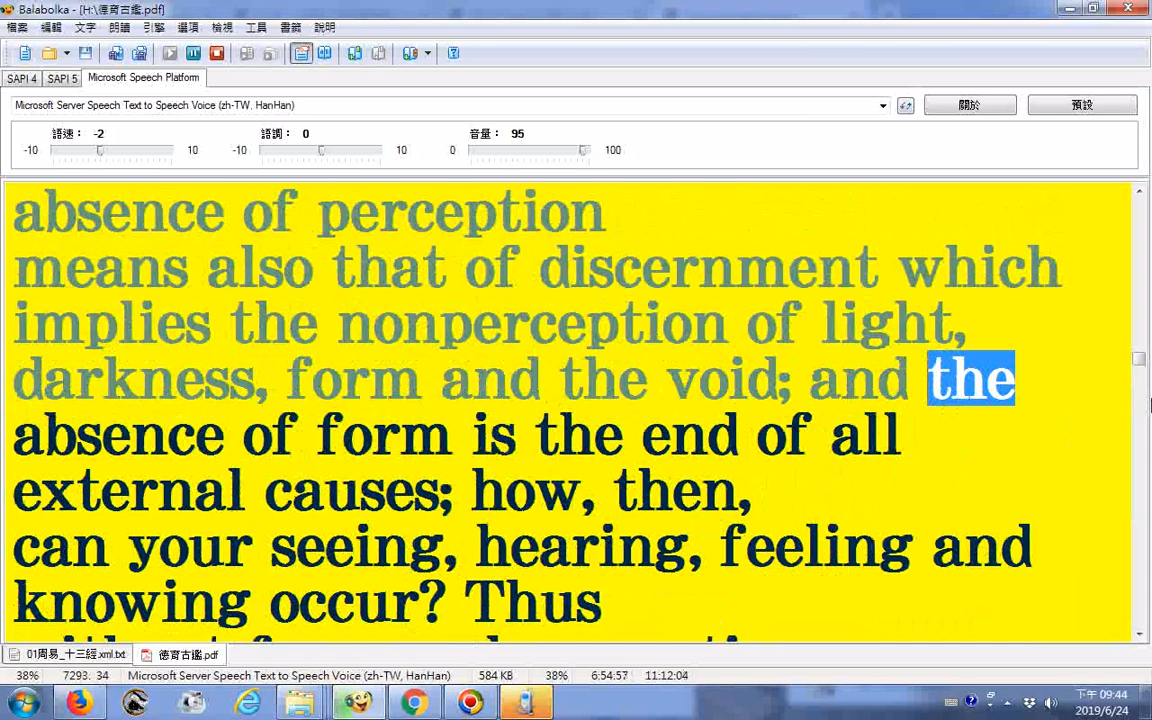 Balabolka - [H:\德育古鑑.pdf]
檔案 編輯 文字 朗讀 引擎 選項 檢視 工具 書籤 說明
SAPI 4 SAPI 5 Microsoft Speech Platform
Microsoft Server Speech Text to Speech Voice (zh-TW, HanHan) 關於 預設
語速： -2 語調： 0 音量： 95
-10 10 -10 10 0 100
absence of perception
means also that of discernment which
implies the nonperception of light,
darkness, form and the void; and the
absence of form is the end of all
external causes; how, then,
can your seeing, hearing, feeling and
knowing occur? Thus
01周易_十三經.xml.txt 德育古鑑.pdf
38% 7293: 34 Microsoft Server Speech Text to Speech Voice (zh-TW, HanHan) 584 KB 38% 6:54:57 11:12:04
下午 09:44
2019/6/24